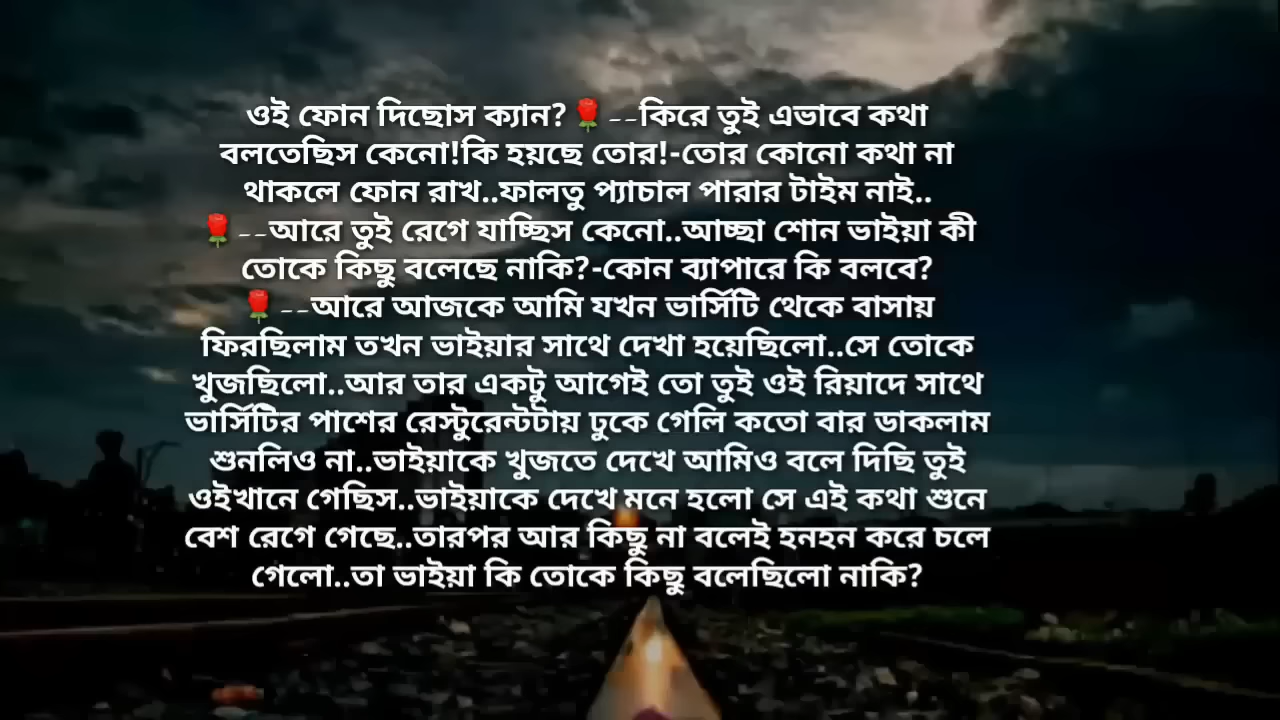 ওই ফোন দিছোস ক্যান?🌹--কিরে তুই এভাবে কথা
বলতেছিস কেনো!কি হয়ছে তোর!-তোর কোনো কথা না
থাকলে ফোন রাখ..ফালতু প্যাচাল পারার টাইম নাই..
🌹--আরে তুই রেগে যাচ্ছিস কেনো..আচ্ছা শোন ভাইয়া কী
তোকে কিছু বলেছে নাকি?-কোন ব্যাপারে কি বলবে?
🌹--আরে আজকে আমি যখন ভার্সিটি থেকে বাসায়
ফিরছিলাম তখন ভাইয়ার সাথে দেখা হয়েছিলো..সে তোকে
খুজছিলো..আর তার একটু আগেই তো তুই ওই রিয়াদে সাথে
ভার্সিটির পাশের রেস্টুরেন্টটায় ঢুকে গেলি কতো বার ডাকলাম
শুনলিও না..ভাইয়াকে খুজতে দেখে আমিও বলে দিছি তুই
ওইখানে গেছিস..ভাইয়াকে দেখে মনে হলো সে এই কথা শুনে
বেশ রেগে গেছে..তারপর আর কিছু না বলেই হনহন করে চলে
গেলো..তা ভাইয়া কি তোকে কিছু বলেছিলো নাকি?